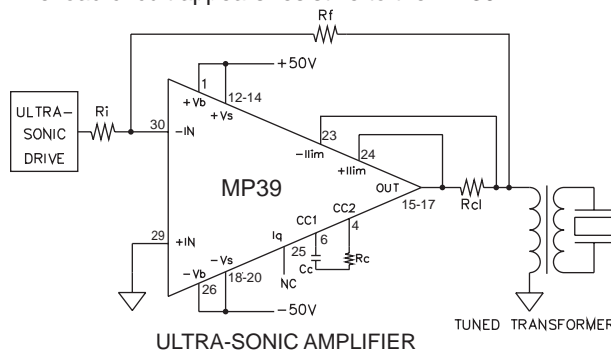 Rf
+50V
1
12-14
+Vb
+Vs
ULTRA-
SONIC
DRIVE
Ri
30
-IN
23
-Ilim
24
+Ilim
MP39
OUT
15-17
Rcl
CC1
CC2
6
4
29
+IN
Iq
25
Cc
Rc
NC
-Vs
18-20
-Vb
26
-50V
TUNED TRANSFORMER
ULTRA-SONIC AMPLIFIER